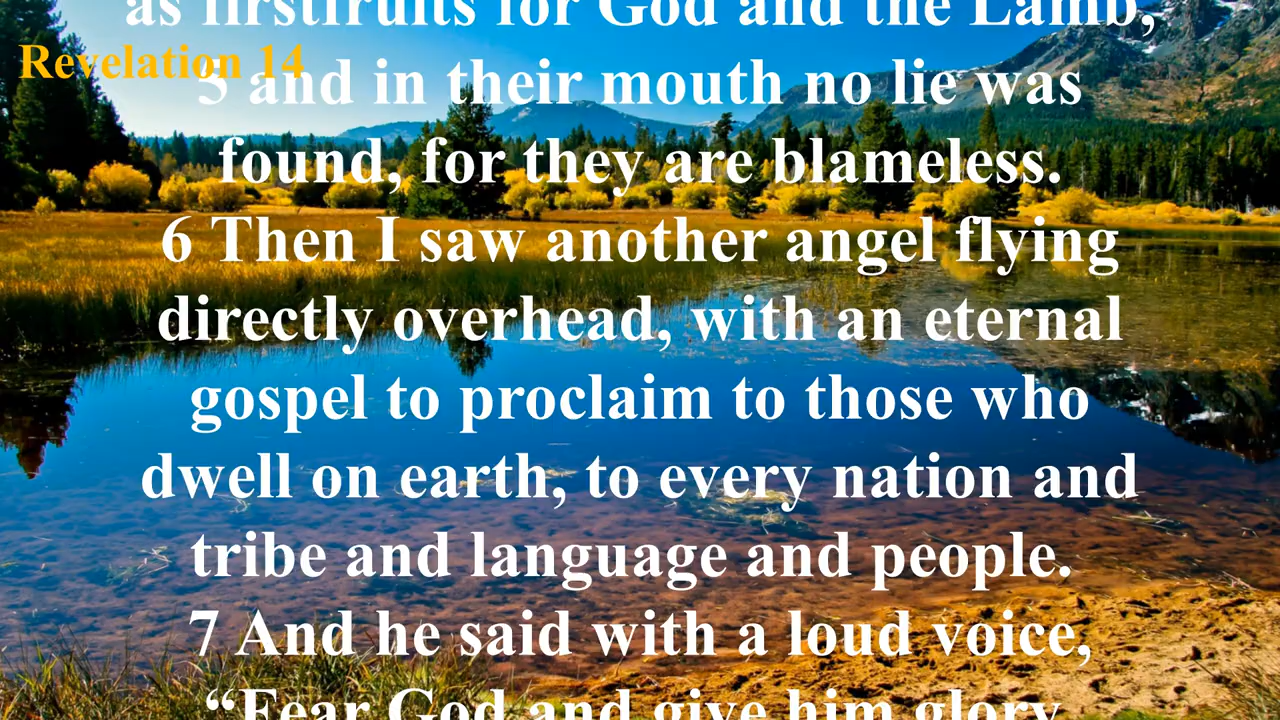 as firstfruits for God and the Lamb,
Revelation 14
5 and in their mouth no lie was
found, for they are blameless.
6 Then I saw another angel flying
directly overhead, with an eternal
gospel to proclaim to those who
dwell on earth, to every nation and
tribe and language and people.
7 And he said with a loud voice,
“Fear God and give him glory